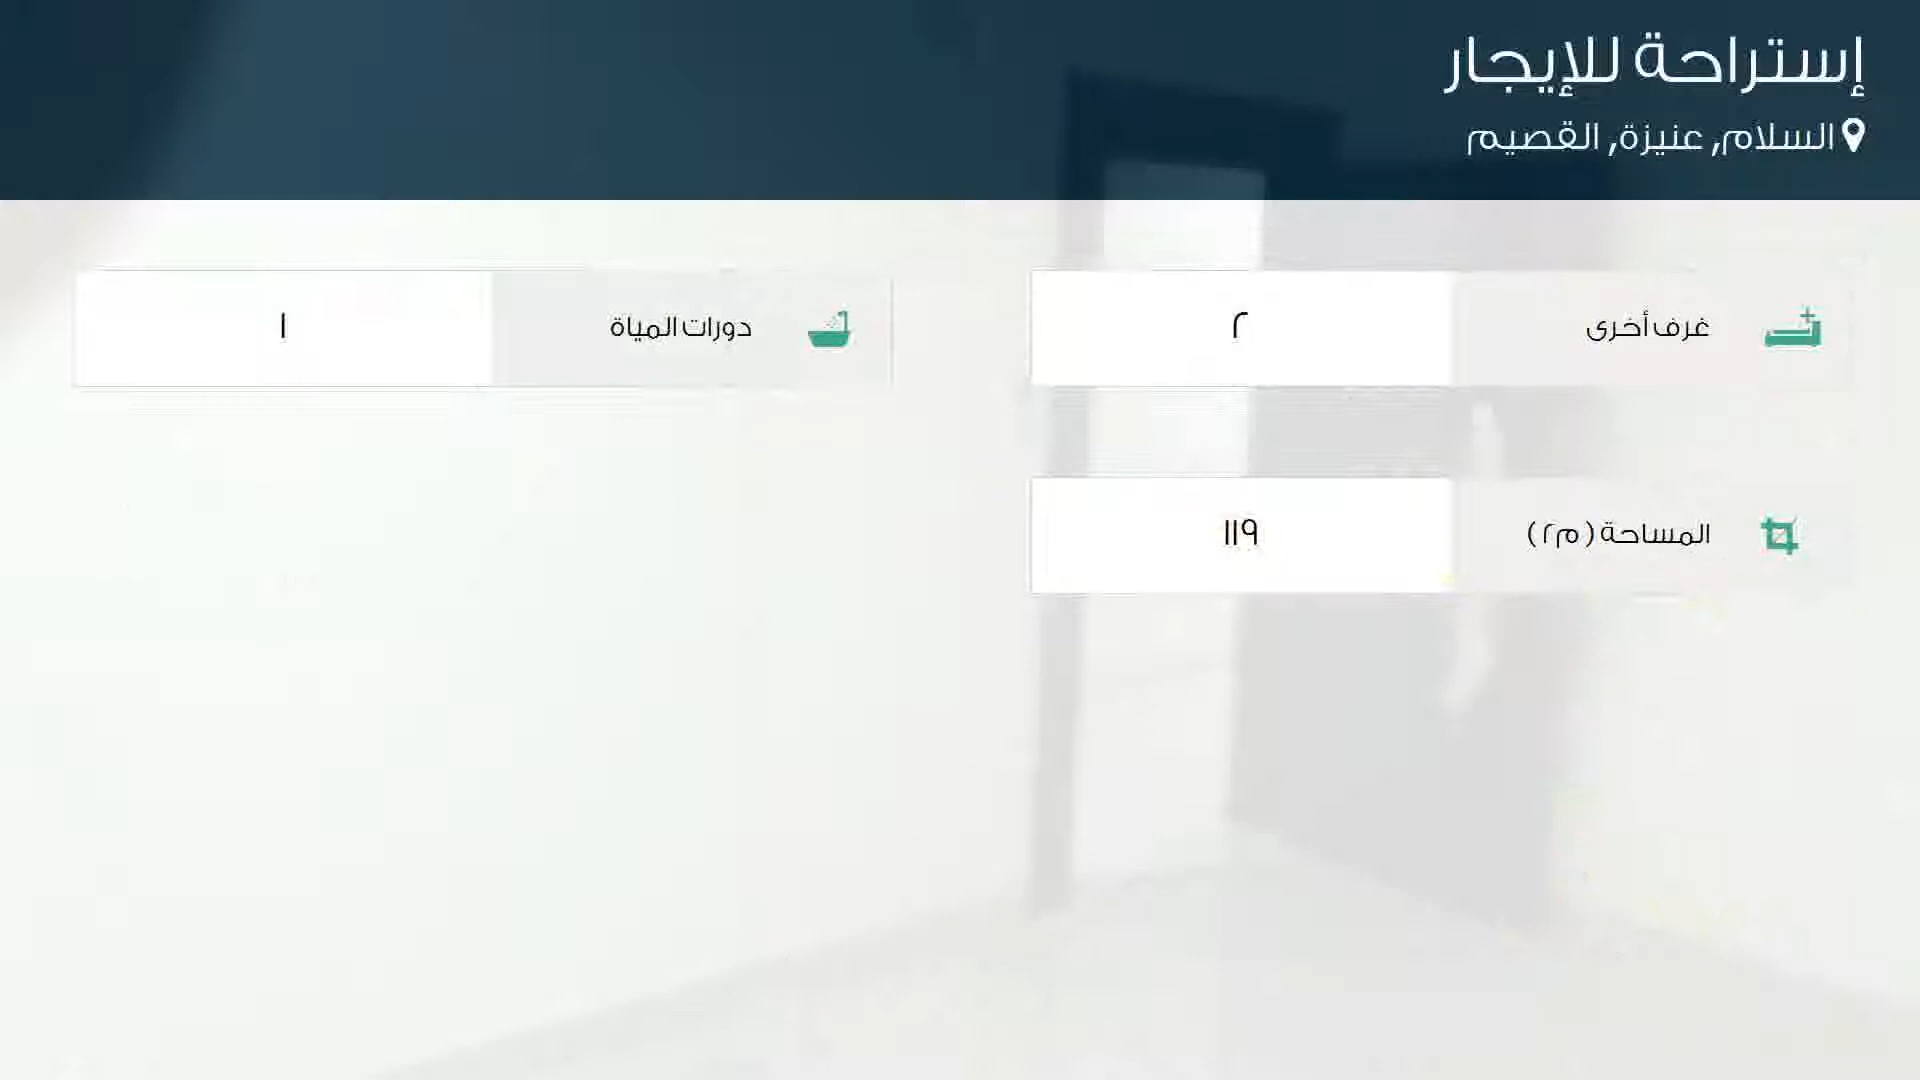 إستراحة للإيجار
السلام, عنيزة, القصيم
غرف أخرى
٢
دورات المياة
١
المساحة (م٢)
١١٩